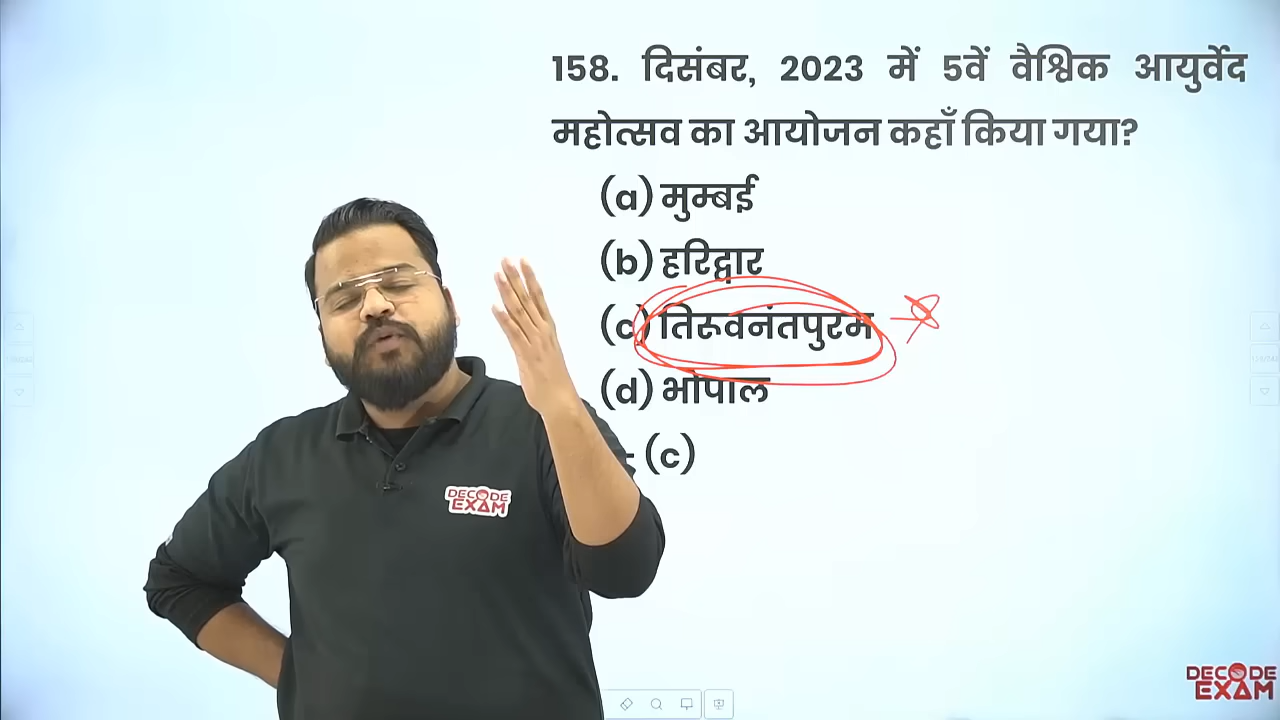 158. दिसंबर, 2023 में 5वें वैश्विक आयुर्वेद
महोत्सव का आयोजन कहाँ किया गया?
(a) मुम्बई
(b) हरिद्वार
(c) तिरूवनंतपुरम
(d) भोपाल
(c)
DECODE
EXAM
DECODE
EXAM